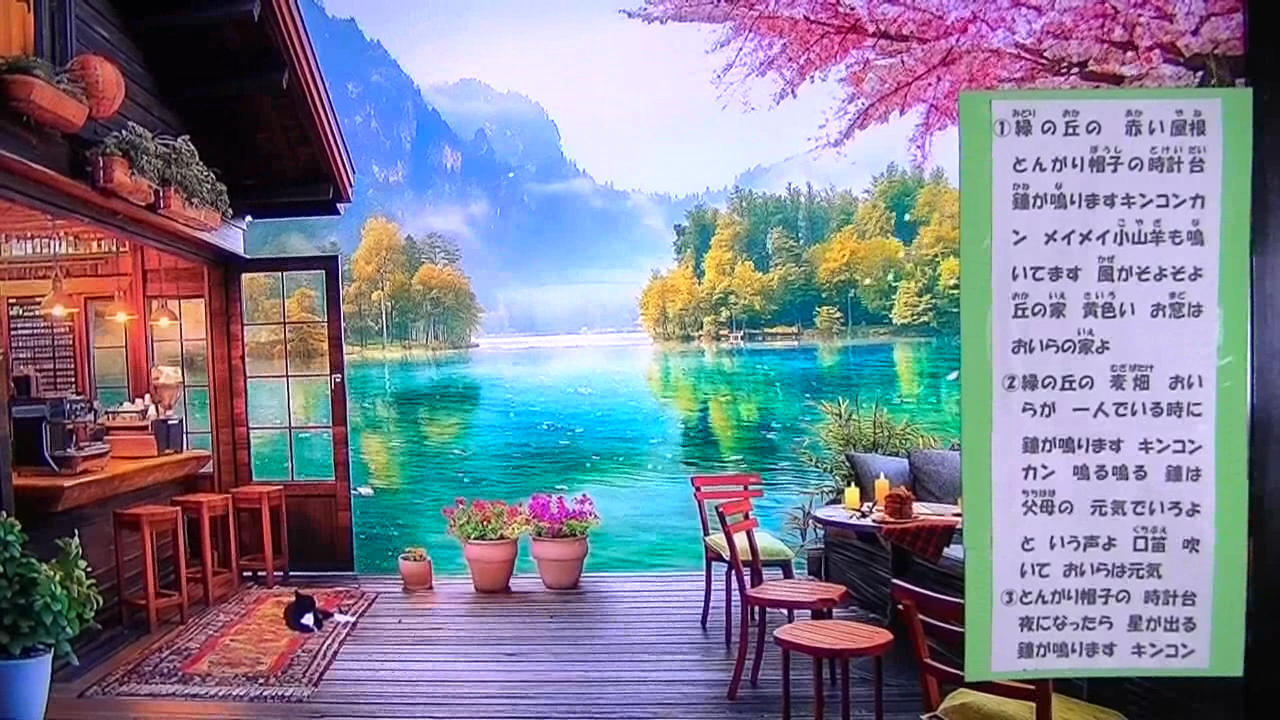 ①緑の丘の 赤い屋根
とんがり帽子の時計台
鐘が鳴りますキンコンカ
ン メイメイ小山羊も鳴
いてます 風がそよそよ
丘の家 黄色い お窓は
おいらの家よ
②緑の丘の 麦畑 おい
らが 一人でいる時に
鐘が鳴ります キンコン
カン 鳴る鳴る 鐘は
父母の 元気でいろよ
と いう声よ 口笛 吹
いて おいらは元気
③とんがり帽子の 時計台
夜になったら 星が出る
鐘が鳴ります キンコン